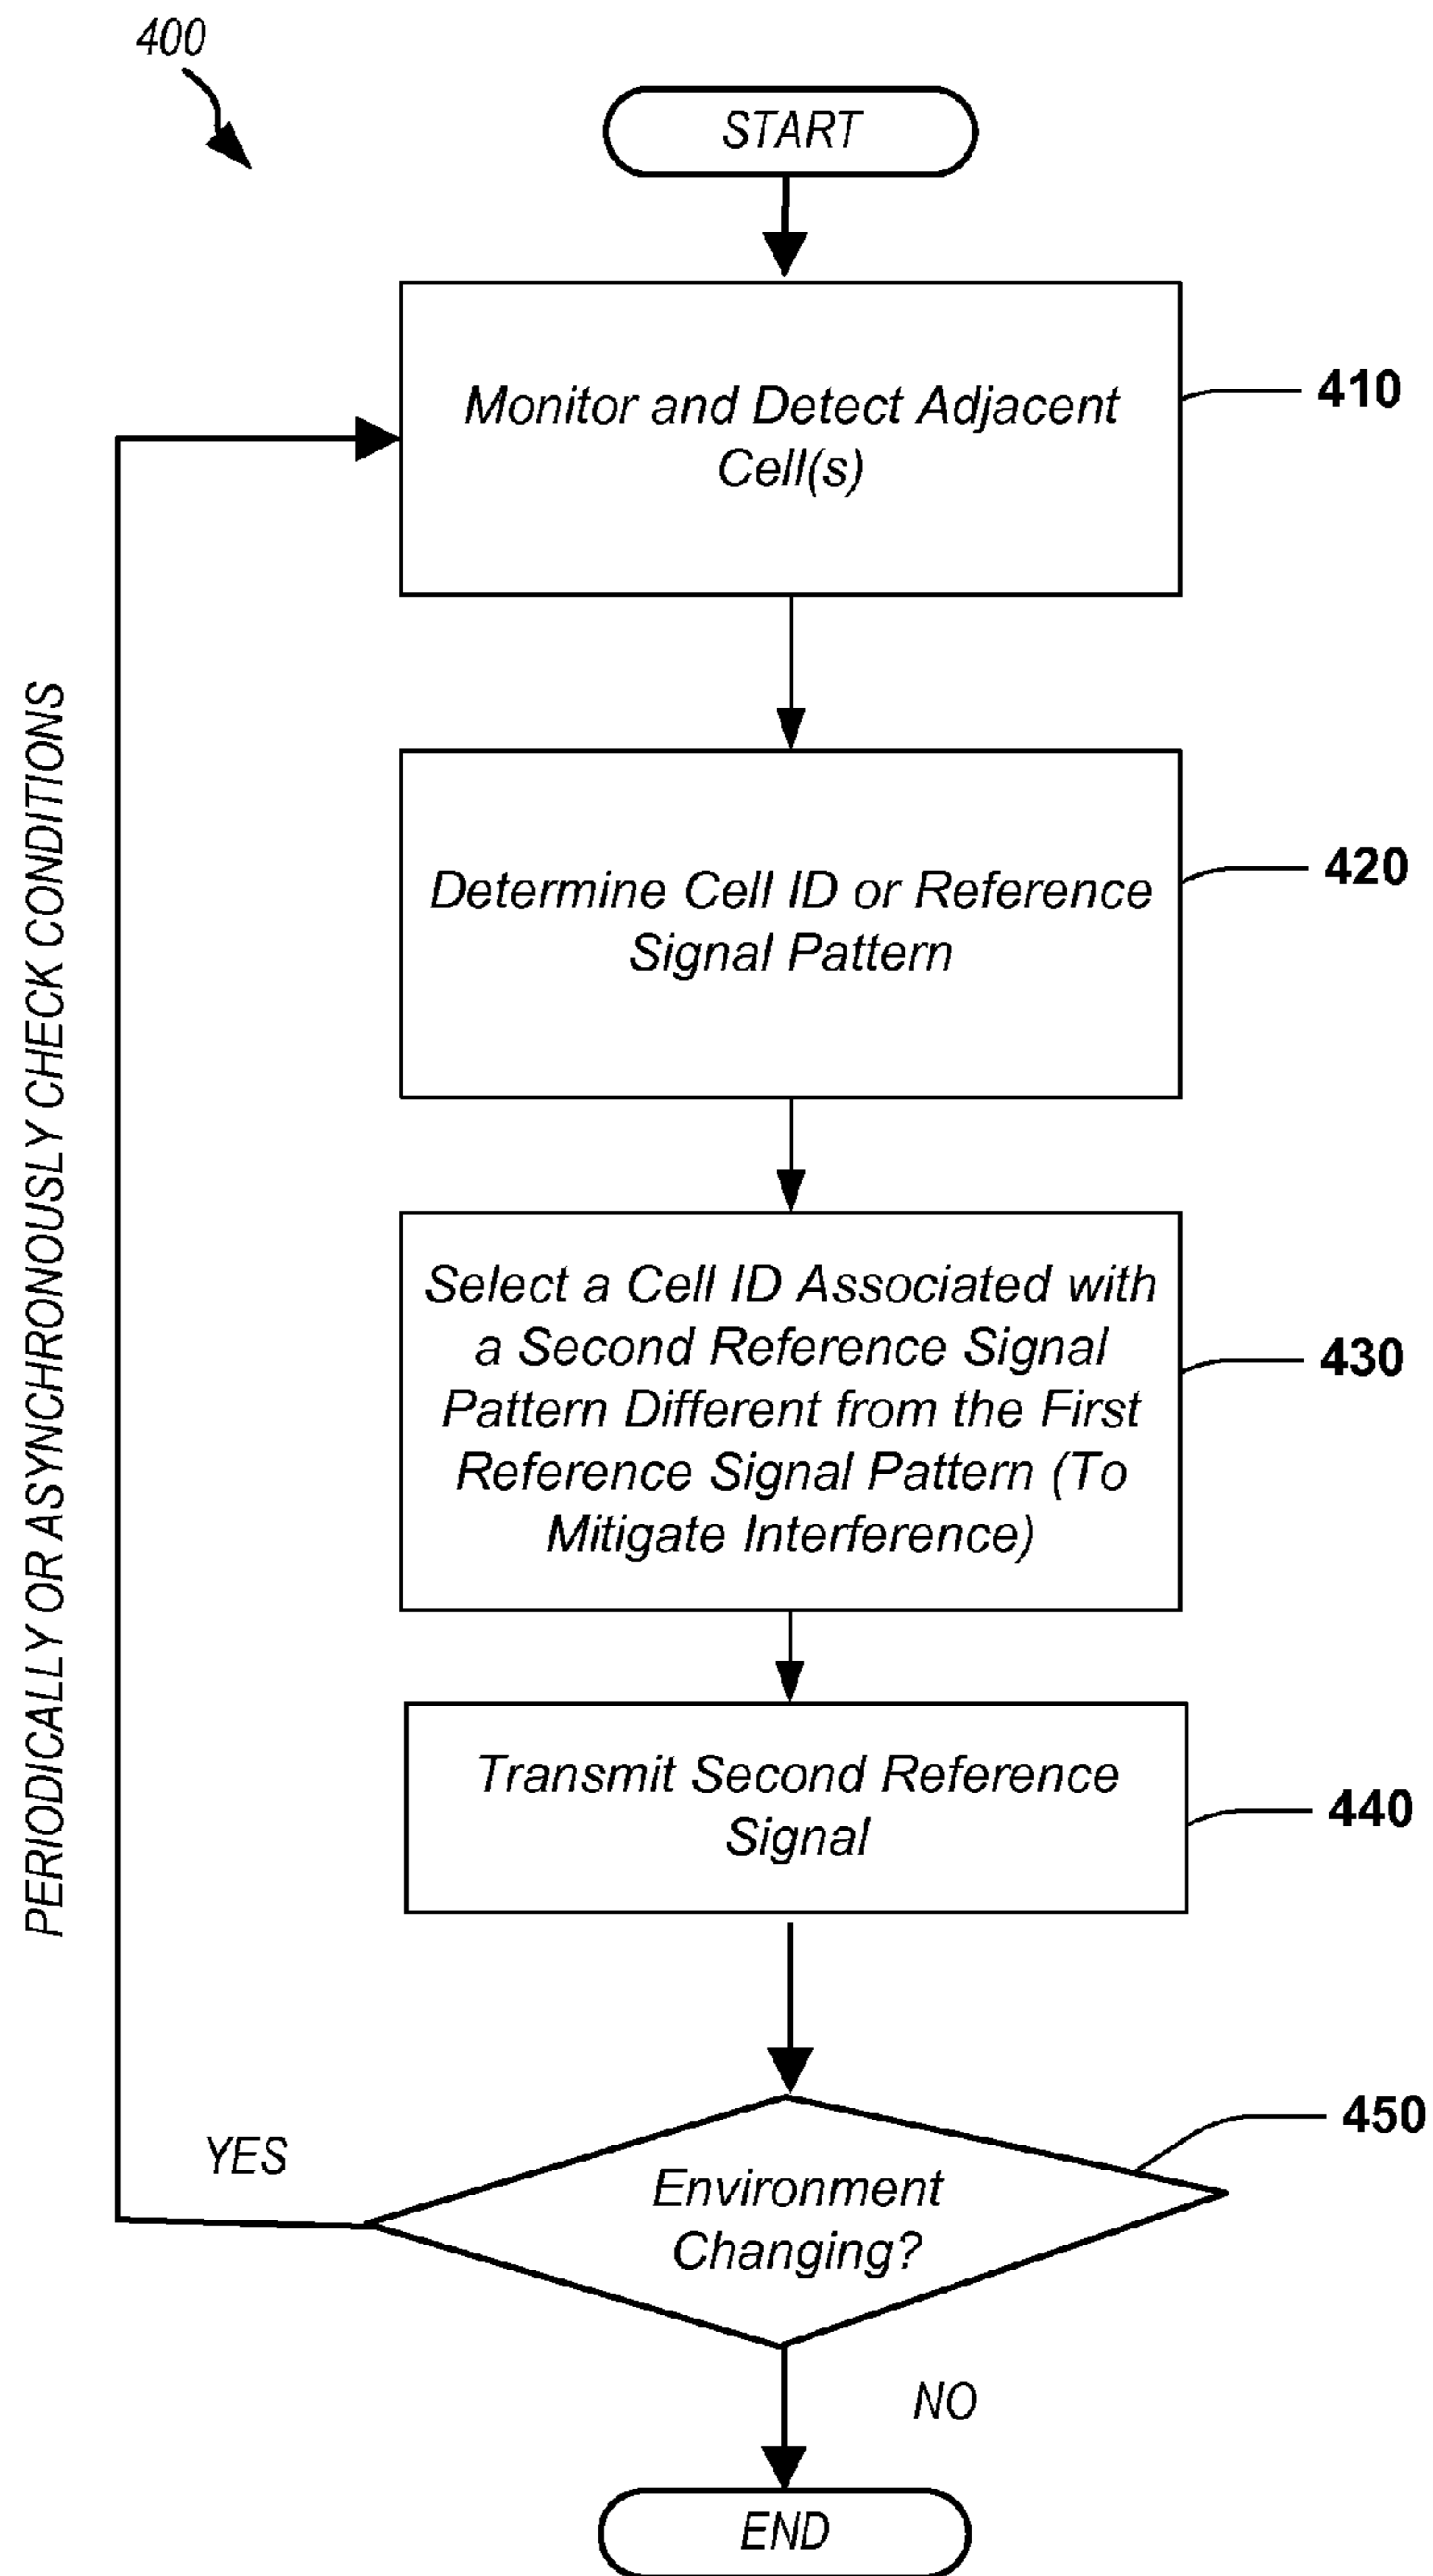 400
START
Monitor and Detect Adjacent
Cell(s)
410
Determine Cell ID or Reference
Signal Pattern
420
Select a Cell ID Associated with
a Second Reference Signal
Pattern Different from the First
Reference Signal Pattern (To
Mitigate Interference)
430
Transmit Second Reference
Signal
440
Environment
Changing?
450
YES
NO
END
PERIODICALLY OR ASYNCHRONOUSLY CHECK CONDITIONS